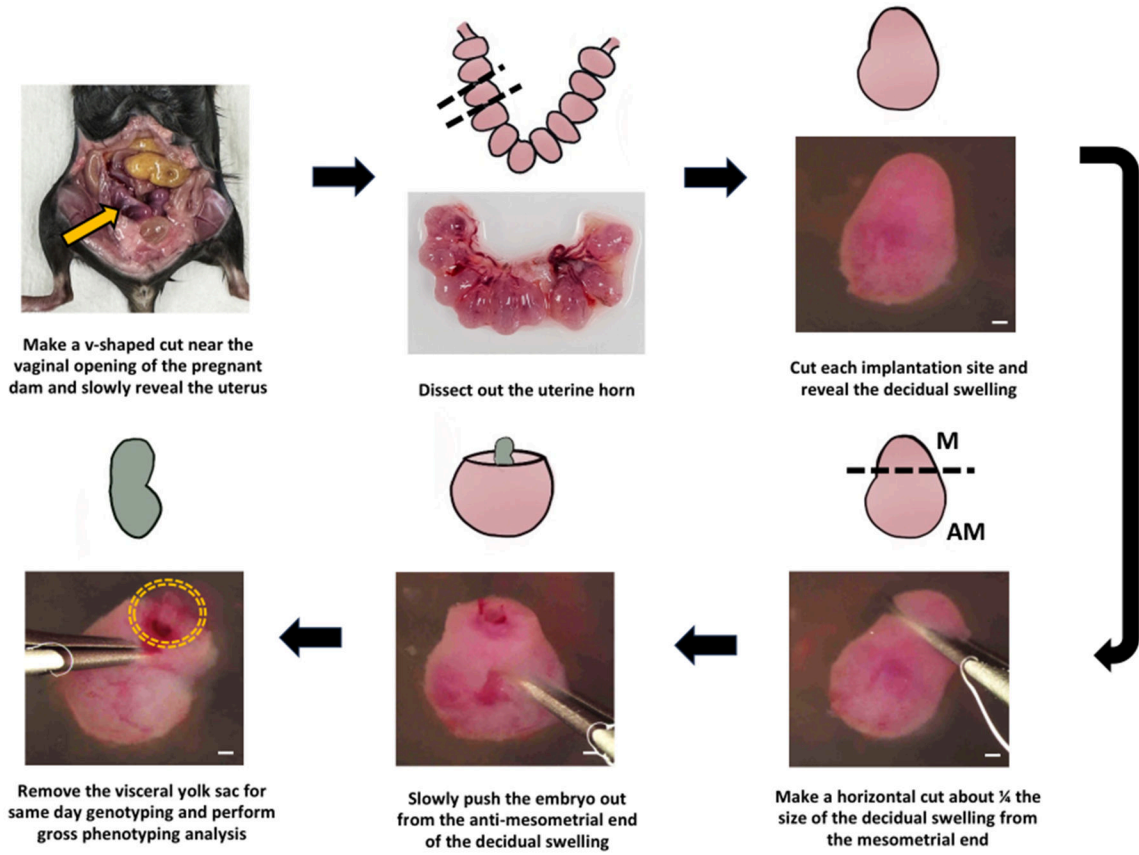 Make a v-shaped cut near the
vaginal opening of the pregnant
dam and slowly reveal the uterus
Dissect out the uterine horn
Cut each implantation site and
reveal the decidual swelling
M
AM
Make a horizontal cut about ¼ the
size of the decidual swelling from
the mesometrial end
Slowly push the embryo out
from the anti-mesometrial end
of the decidual swelling
Remove the visceral yolk sac for
same day genotyping and perform
gross phenotyping analysis